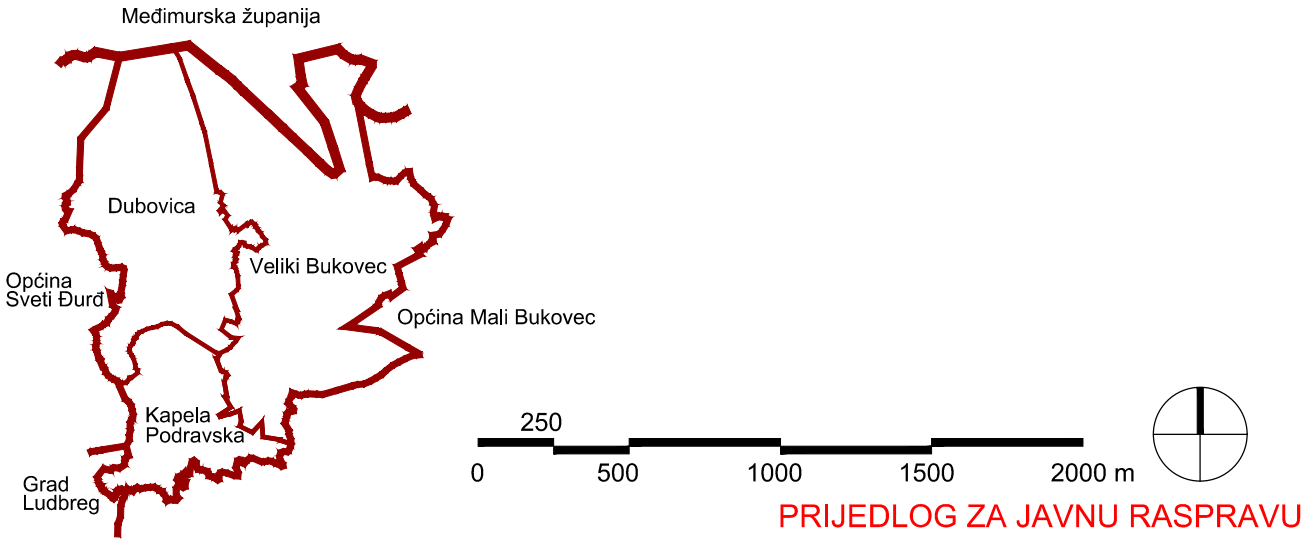 Međimurska županija
Dubovica
Veliki Bukovec
Općina
Sveti Đurđ
Općina Mali Bukovec
Kapela
Podravska
Grad
Ludbreg
250
0 500 1000 1500 2000 m
PRIJEDLOG ZA JAVNU RASPRAVU